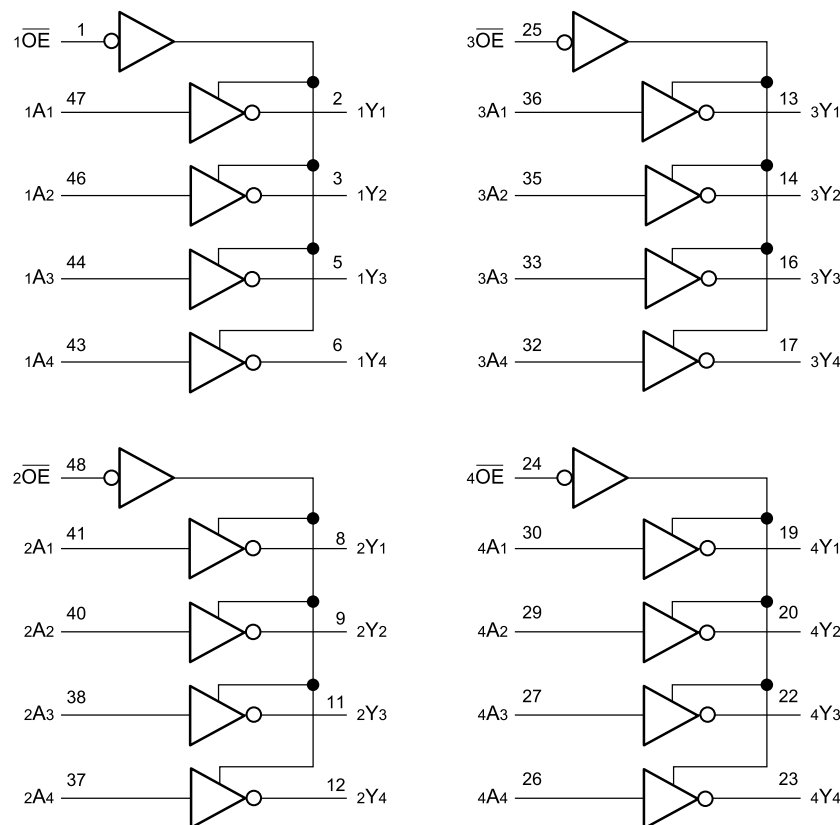 1OE 1
1A1 47 2 1Y1
1A2 46 3 1Y2
1A3 44 5 1Y3
1A4 43 6 1Y4
3OE 25
3A1 36 13 3Y1
3A2 35 14 3Y2
3A3 33 16 3Y3
3A4 32 17 3Y4
2OE 48
2A1 41 8 2Y1
2A2 40 9 2Y2
2A3 38 11 2Y3
2A4 37 12 2Y4
4OE 24
4A1 30 19 4Y1
4A2 29 20 4Y2
4A3 27 22 4Y3
4A4 26 23 4Y4